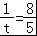 1/t = 8/5